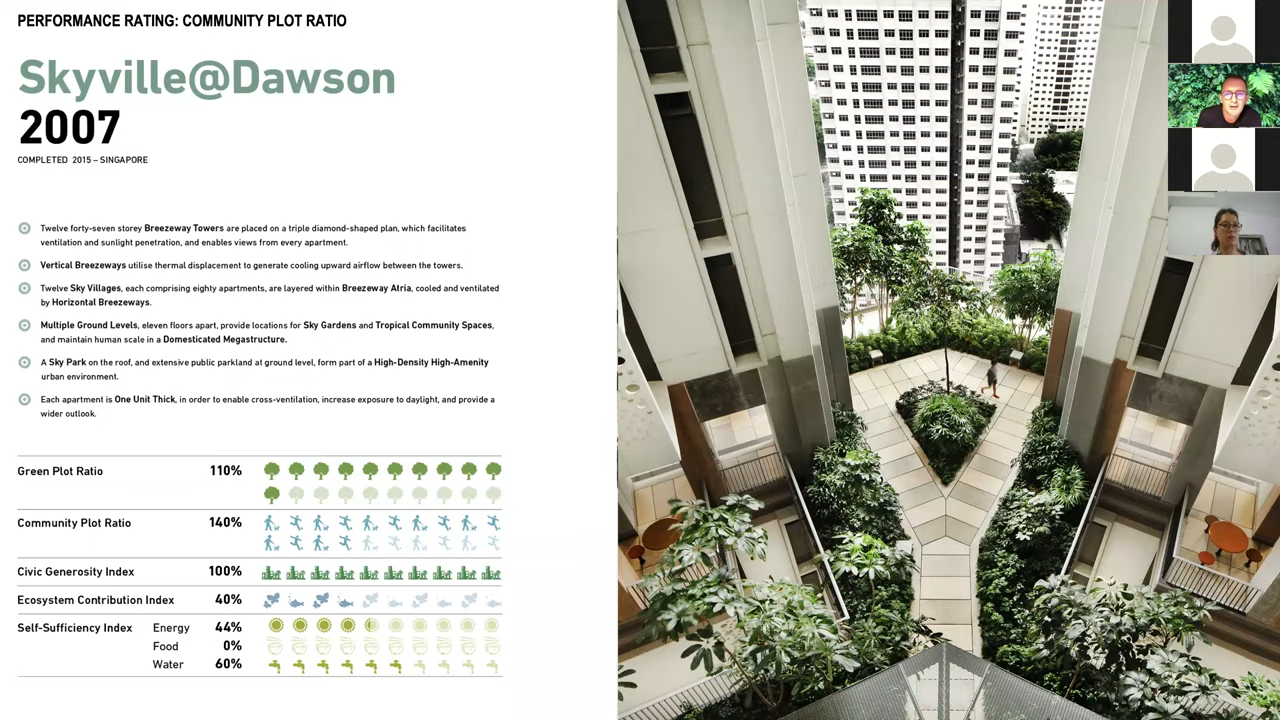 PERFORMANCE RATING: COMMUNITY PLOT RATIO
Skyville@Dawson
2007
COMPLETED 2015 – SINGAPORE
Twelve forty-seven storey Breezeway Towers are placed on a triple diamond-shaped plan, which facilitates
ventilation and sunlight penetration, and enables views from every apartment.
Vertical Breezeways utilise thermal displacement to generate cooling upward airflow between the towers.
Twelve Sky Villages, each comprising eighty apartments, are layered within Breezeway Atria, cooled and ventilated
by Horizontal Breezeways.
Multiple Ground Levels, eleven floors apart, provide locations for Sky Gardens and Tropical Community Spaces,
and maintain human scale in a Domesticated Megastructure.
A Sky Park on the roof, and extensive public parkland at ground level, form part of a High-Density High-Amenity
urban environment.
Each apartment is One Unit Thick, in order to enable cross-ventilation, increase exposure to daylight, and provide a
wider outlook.
Green Plot Ratio 110%
Community Plot Ratio 140%
Civic Generosity Index 100%
Ecosystem Contribution Index 40%
Self-Sufficiency Index Energy 44%
Food 0%
Water 60%